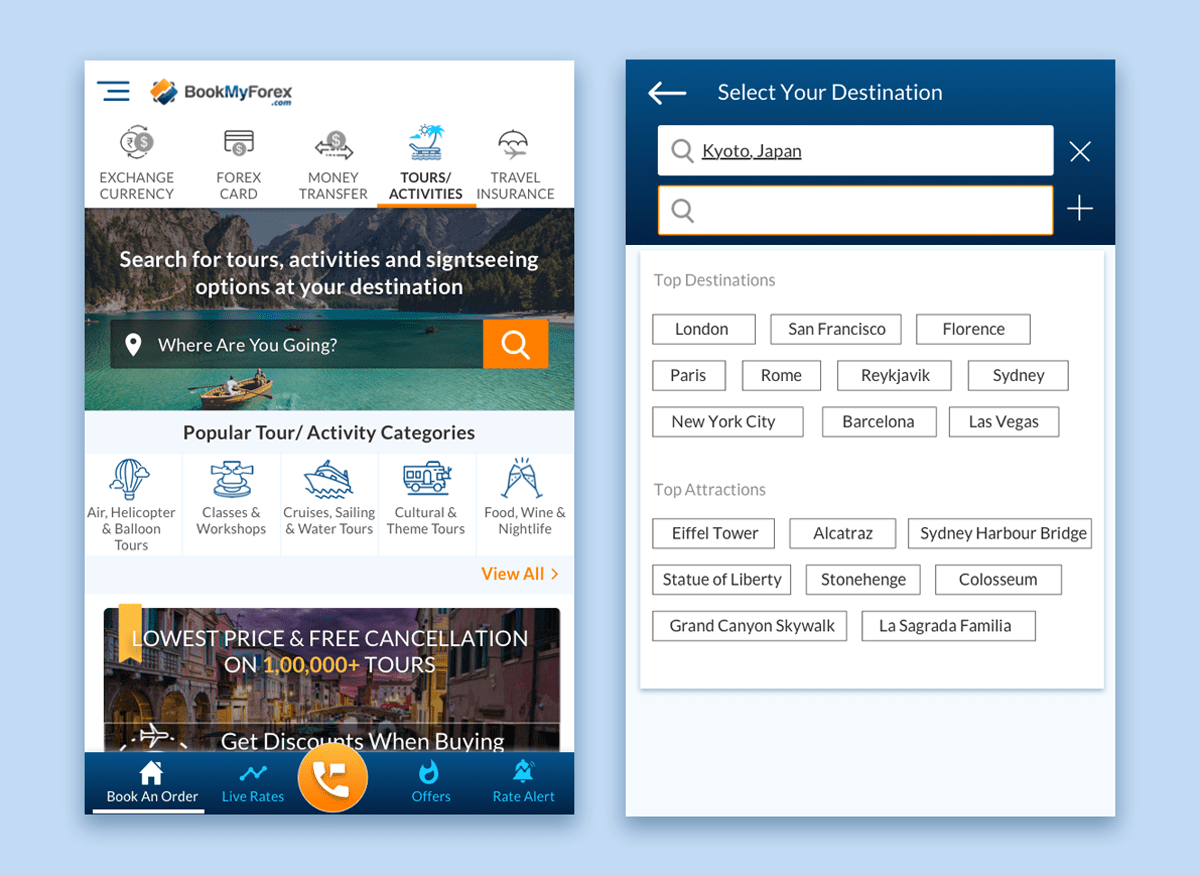 BookMyForex
.com
EXCHANGE CURRENCY
FOREX CARD
MONEY TRANSFER
TOURS/ ACTIVITIES
TRAVEL INSURANCE
Search for tours, activities and signtseeing
options at your destination
Where Are You Going?
Popular Tour/ Activity Categories
Air, Helicopter
& Balloon
Tours
Classes &
Workshops
Cruises, Sailing
& Water Tours
Cultural &
Theme Tours
Food, Wine &
Nightlife
View All >
LOWEST PRICE & FREE CANCELLATION
ON 1,00,000+ TOURS
Get Discounts When Buying
Book An Order
Live Rates
Offers
Rate Alert
Select Your Destination
Kyoto, Japan
Top Destinations
London
San Francisco
Florence
Paris
Rome
Reykjavik
Sydney
New York City
Barcelona
Las Vegas
Top Attractions
Eiffel Tower
Alcatraz
Sydney Harbour Bridge
Statue of Liberty
Stonehenge
Colosseum
Grand Canyon Skywalk
La Sagrada Familia